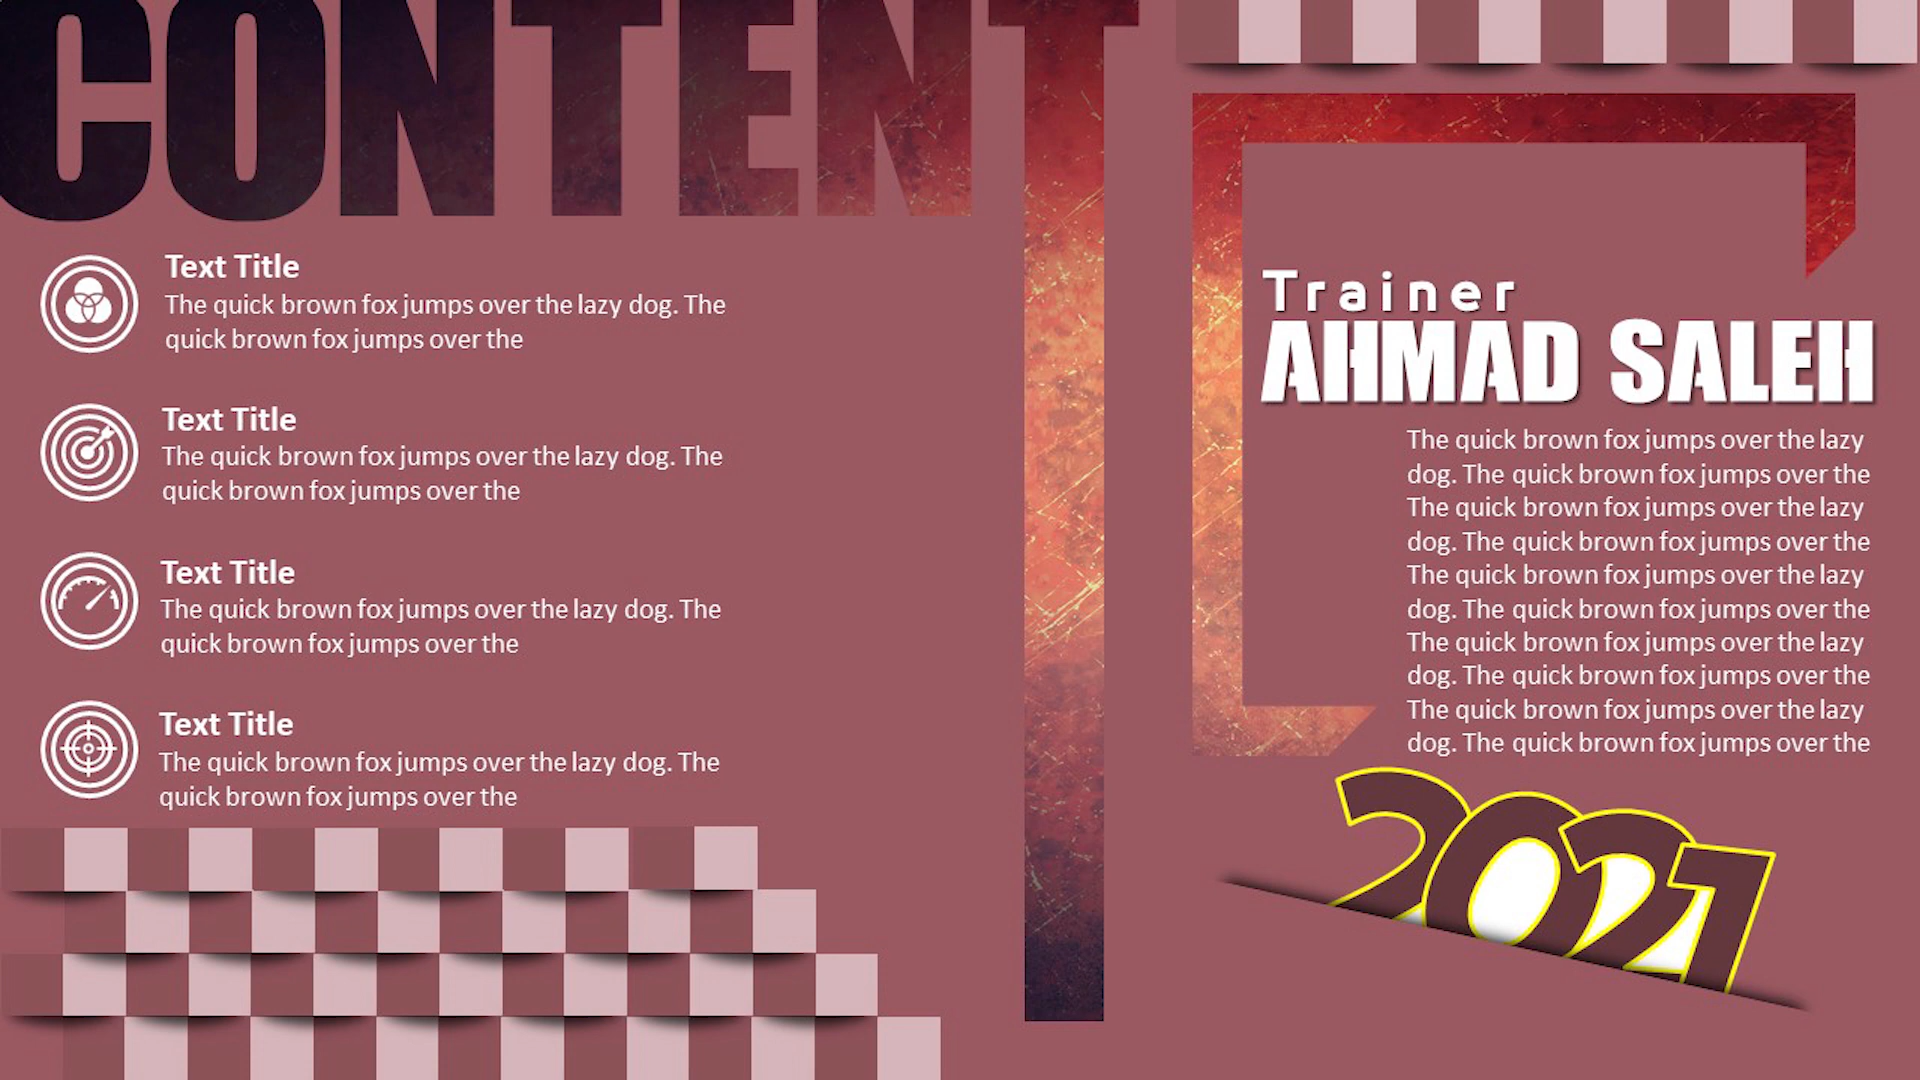 CONTENT
Text Title
The quick brown fox jumps over the lazy dog. The
quick brown fox jumps over the
Text Title
The quick brown fox jumps over the lazy dog. The
quick brown fox jumps over the
Text Title
The quick brown fox jumps over the lazy dog. The
quick brown fox jumps over the
Text Title
The quick brown fox jumps over the lazy dog. The
quick brown fox jumps over the
Trainer
AHMAD SALEH
The quick brown fox jumps over the lazy
dog. The quick brown fox jumps over the
The quick brown fox jumps over the lazy
dog. The quick brown fox jumps over the
The quick brown fox jumps over the lazy
dog. The quick brown fox jumps over the
The quick brown fox jumps over the lazy
dog. The quick brown fox jumps over the
The quick brown fox jumps over the lazy
dog. The quick brown fox jumps over the
2021